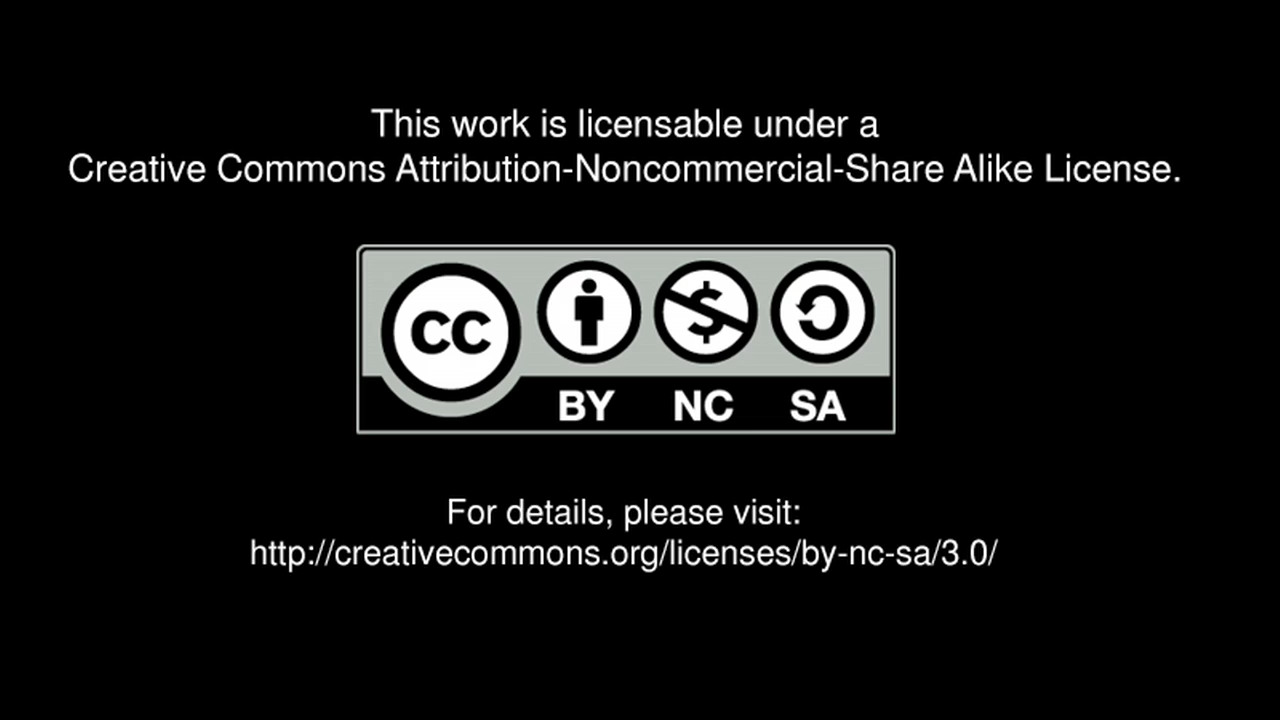 This work is licensable under a
Creative Commons Attribution-Noncommercial-Share Alike License.
CC
BY NC SA
For details, please visit:
http://creativecommons.org/licenses/by-nc-sa/3.0/